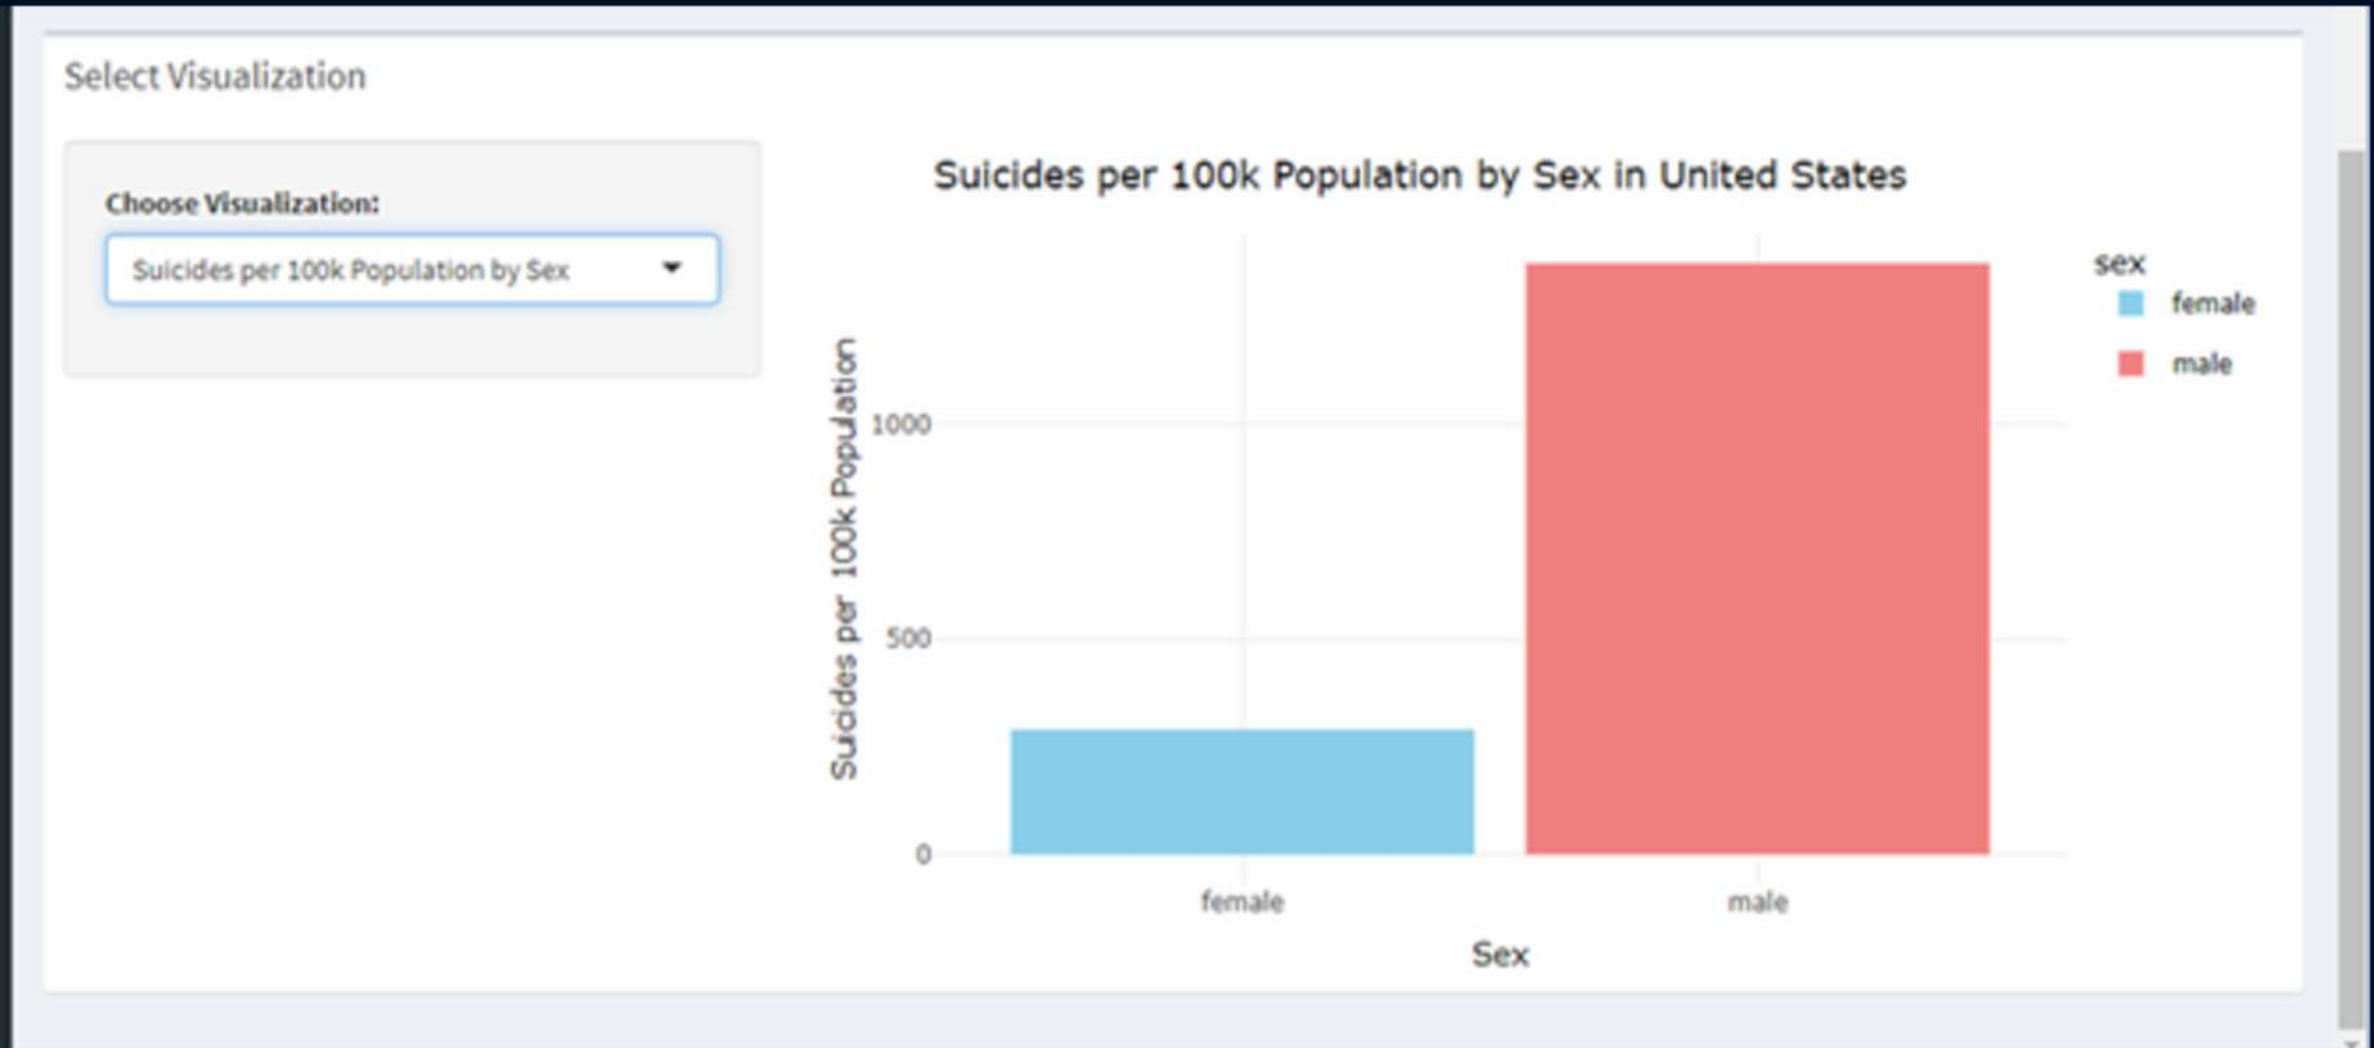 Select Visualization
Choose Visualization:
Suicides per 100k Population by Sex
Suicides per 100k Population by Sex in United States
Suicides per 100k Population
1000
500
0
female
male
Sex
sex
female
male